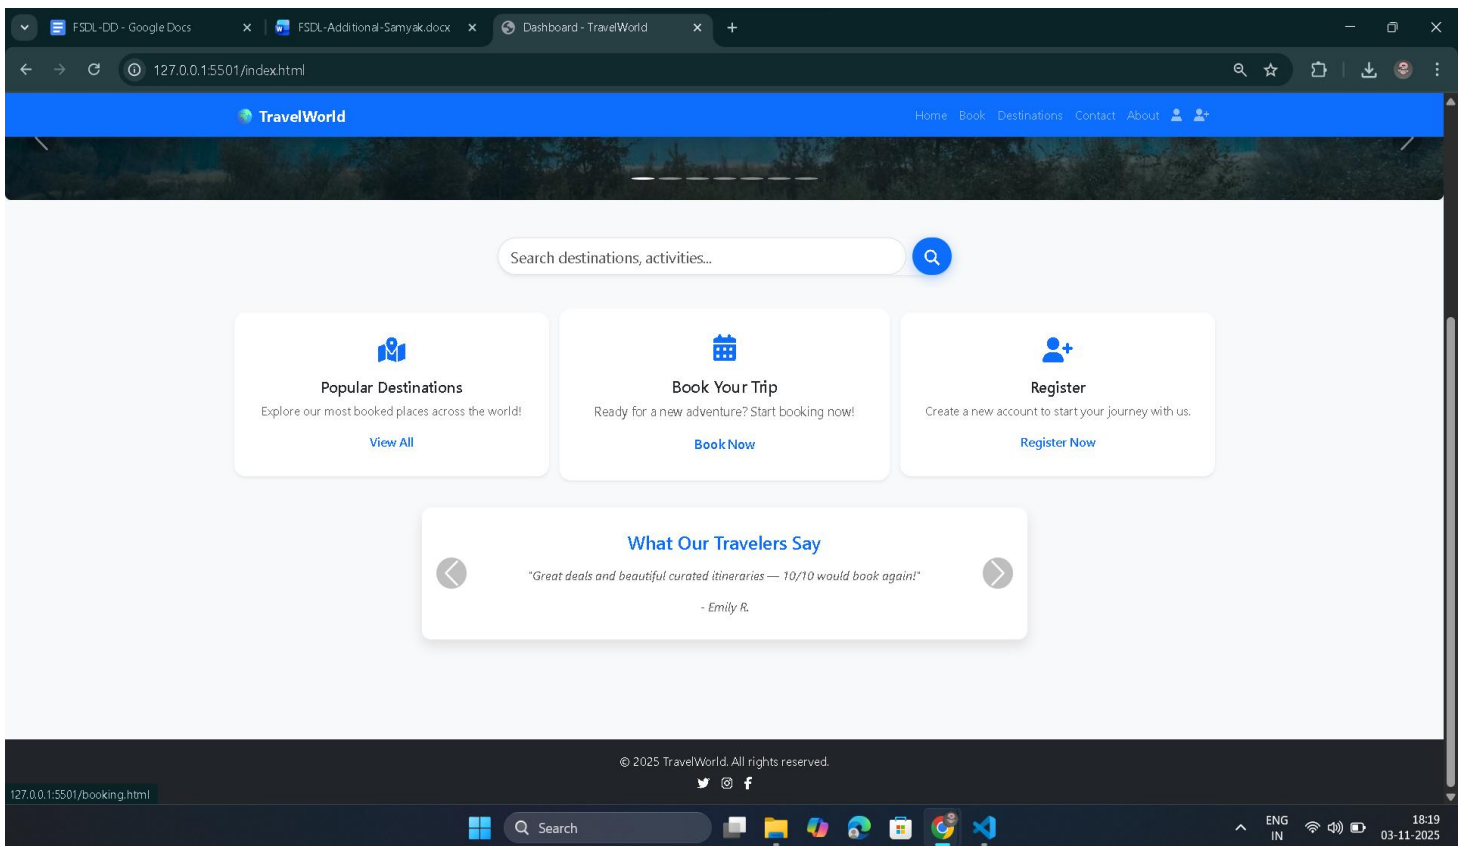 FSDL-DD - Google Docs
FSDL-Additional-Samyak.docx
Dashboard - TravelWorld
127.0.0.1:5501/index.html
TravelWorld
Home Book Destinations Contact About
Search destinations, activities...
Popular Destinations
Explore our most booked places across the world!
View All
Book Your Trip
Ready for a new adventure? Start booking now!
Book Now
Register
Create a new account to start your journey with us.
Register Now
What Our Travelers Say
"Great deals and beautiful curated itineraries — 10/10 would book again!"
- Emily R.
© 2025 TravelWorld. All rights reserved.
127.0.0.1:5501/booking.html
Search
ENG
IN
18:19
03-11-2025